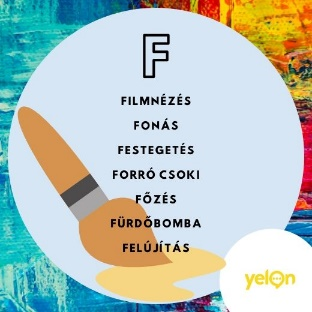 F
FILMNÉZÉS
FONÁS
FESTEGETÉS
FORRÓ CSOKI
FŐZÉS
FÜRDŐBOMBA
FELÚJÍTÁS
yelon